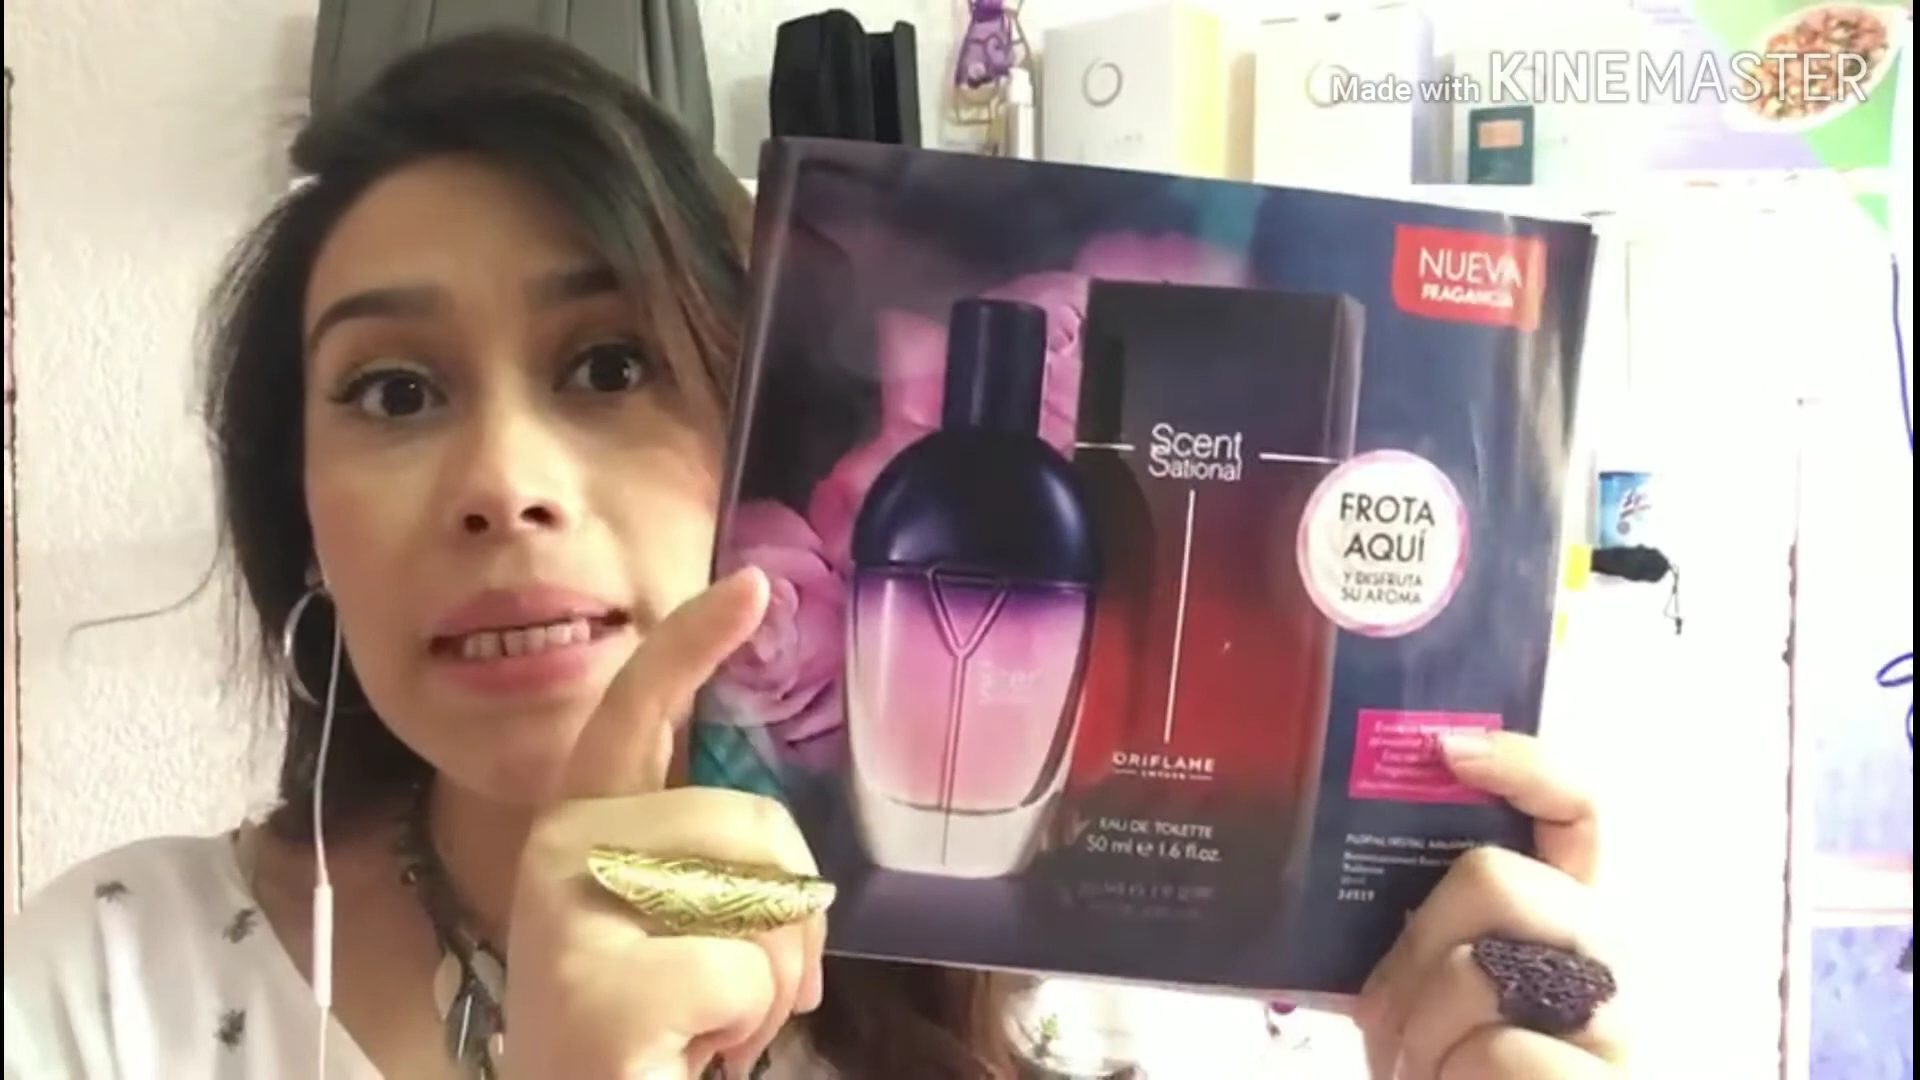 Made with KINEMASTER
NUEVA
FRAGANCIA
Scent
Sational
FROTA
AQUÍ
Y DISFRUTA
SU AROMA
Scent
ORIFLAME
SWEDEN
EAU DE TOILETTE
50 ml e 1.6 fl.oz.